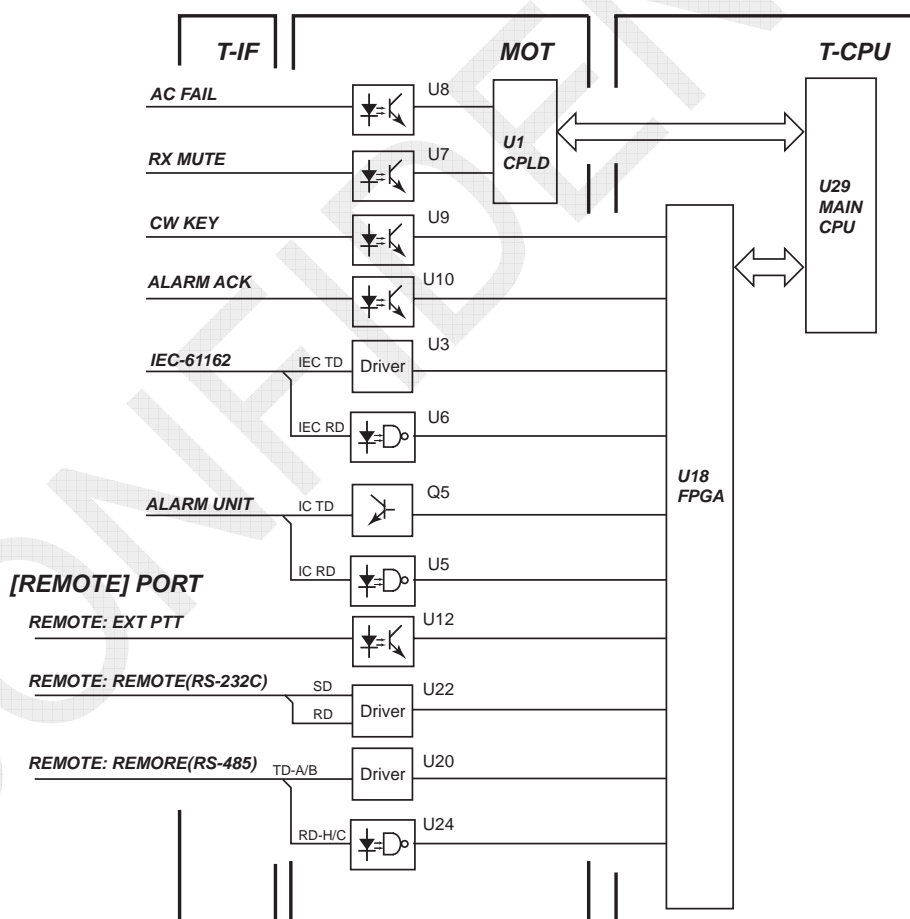 T-IF
MOT
T-CPU
AC FAIL
U8
RX MUTE
U7
U1
CPLD
CW KEY
U9
U29
MAIN
CPU
ALARM ACK
U10
IEC-61162
IEC TD
Driver
U3
IEC RD
U6
U18
FPGA
ALARM UNIT
IC TD
Q5
IC RD
U5
[REMOTE] PORT
REMOTE: EXT PTT
U12
REMOTE: REMOTE(RS-232C)
SD
RD
Driver
U22
REMOTE: REMORE(RS-485)
TD-A/B
Driver
U20
RD-H/C
U24
CONFIDEN